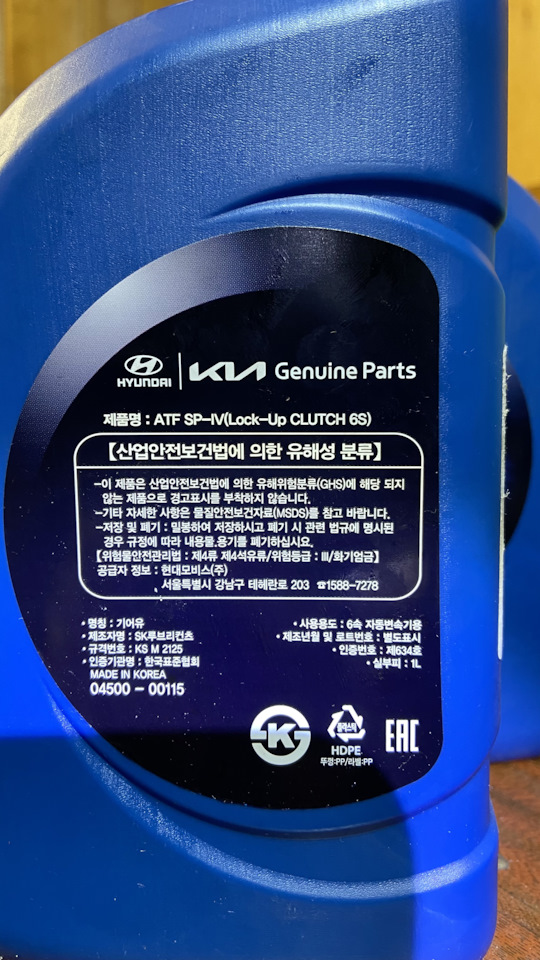 HYUNDAI KIA Genuine Parts
제품명 : ATF SP-IV(Lock-Up CLUTCH 6S)
【산업안전보건법에 의한 유해성 분류】
-이 제품은 산업안전보건법에 의한 유해위험분류(GHS)에 해당 되지
않는 제품으로 경고표시를 부착하지 않습니다.
-기타 자세한 사항은 물질안전보건자료(MSDS)를 참고 바랍니다.
-저장 및 폐기 : 밀봉하여 저장하시고 폐기 시 관련 법규에 명시된
경우 규정에 따라 내용물,용기를 폐기하십시요.
【위험물안전관리법 : 제4류 제4석유류/위험등급 : III/화기엄금】
공급자 정보 : 현대모비스(주)
서울특별시 강남구 테헤란로 203 ☎1588-7278
• 명칭 : 기어유 • 사용용도 : 6속 자동변속기용
• 제조자명 : SK루브리컨츠 • 제조년월 및 로트번호 : 별도표시
• 규격번호 : KS M 2125 • 인증번호 : 제634호
• 인증기관명 : 한국표준협회 • 실부피 : 1L
MADE IN KOREA
04500 - 00115
K
플라스틱
HDPE
뚜껑:PP/라벨:PP
EAC